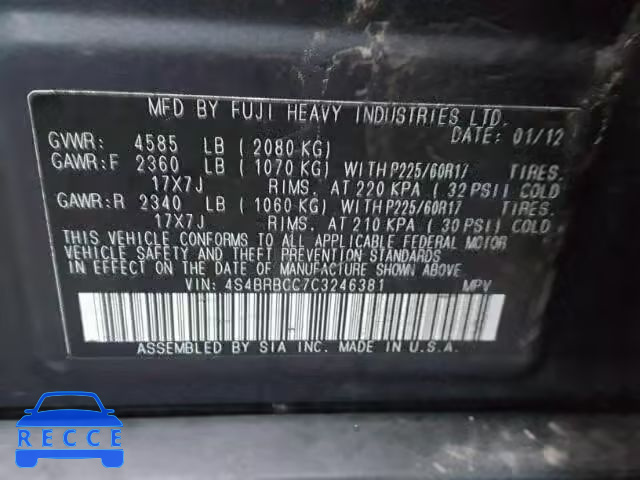 MFD BY FUJI HEAVY INDUSTRIES LTD.
DATE: 01/12
GVWR: 4585 LB (2080 KG)
GAWR:F 2360 LB (1070 KG) WITH P225/60R17 TIRES.
17X7J RIMS. AT 220 KPA (32 PSI) COLD
GAWR:R 2340 LB (1060 KG) WITH P225/60R17 TIRES.
17X7J RIMS. AT 210 KPA (30 PSI) COLD
THIS VEHICLE CONFORMS TO ALL APPLICABLE FEDERAL MOTOR
VEHICLE SAFETY AND THEFT PREVENTION STANDARDS
IN EFFECT ON THE DATE OF MANUFACTURE SHOWN ABOVE.
VIN: 4S4BRBCC7C3246381 MPV
ASSEMBLED BY SIA INC. MADE IN U.S.A.
RECCE